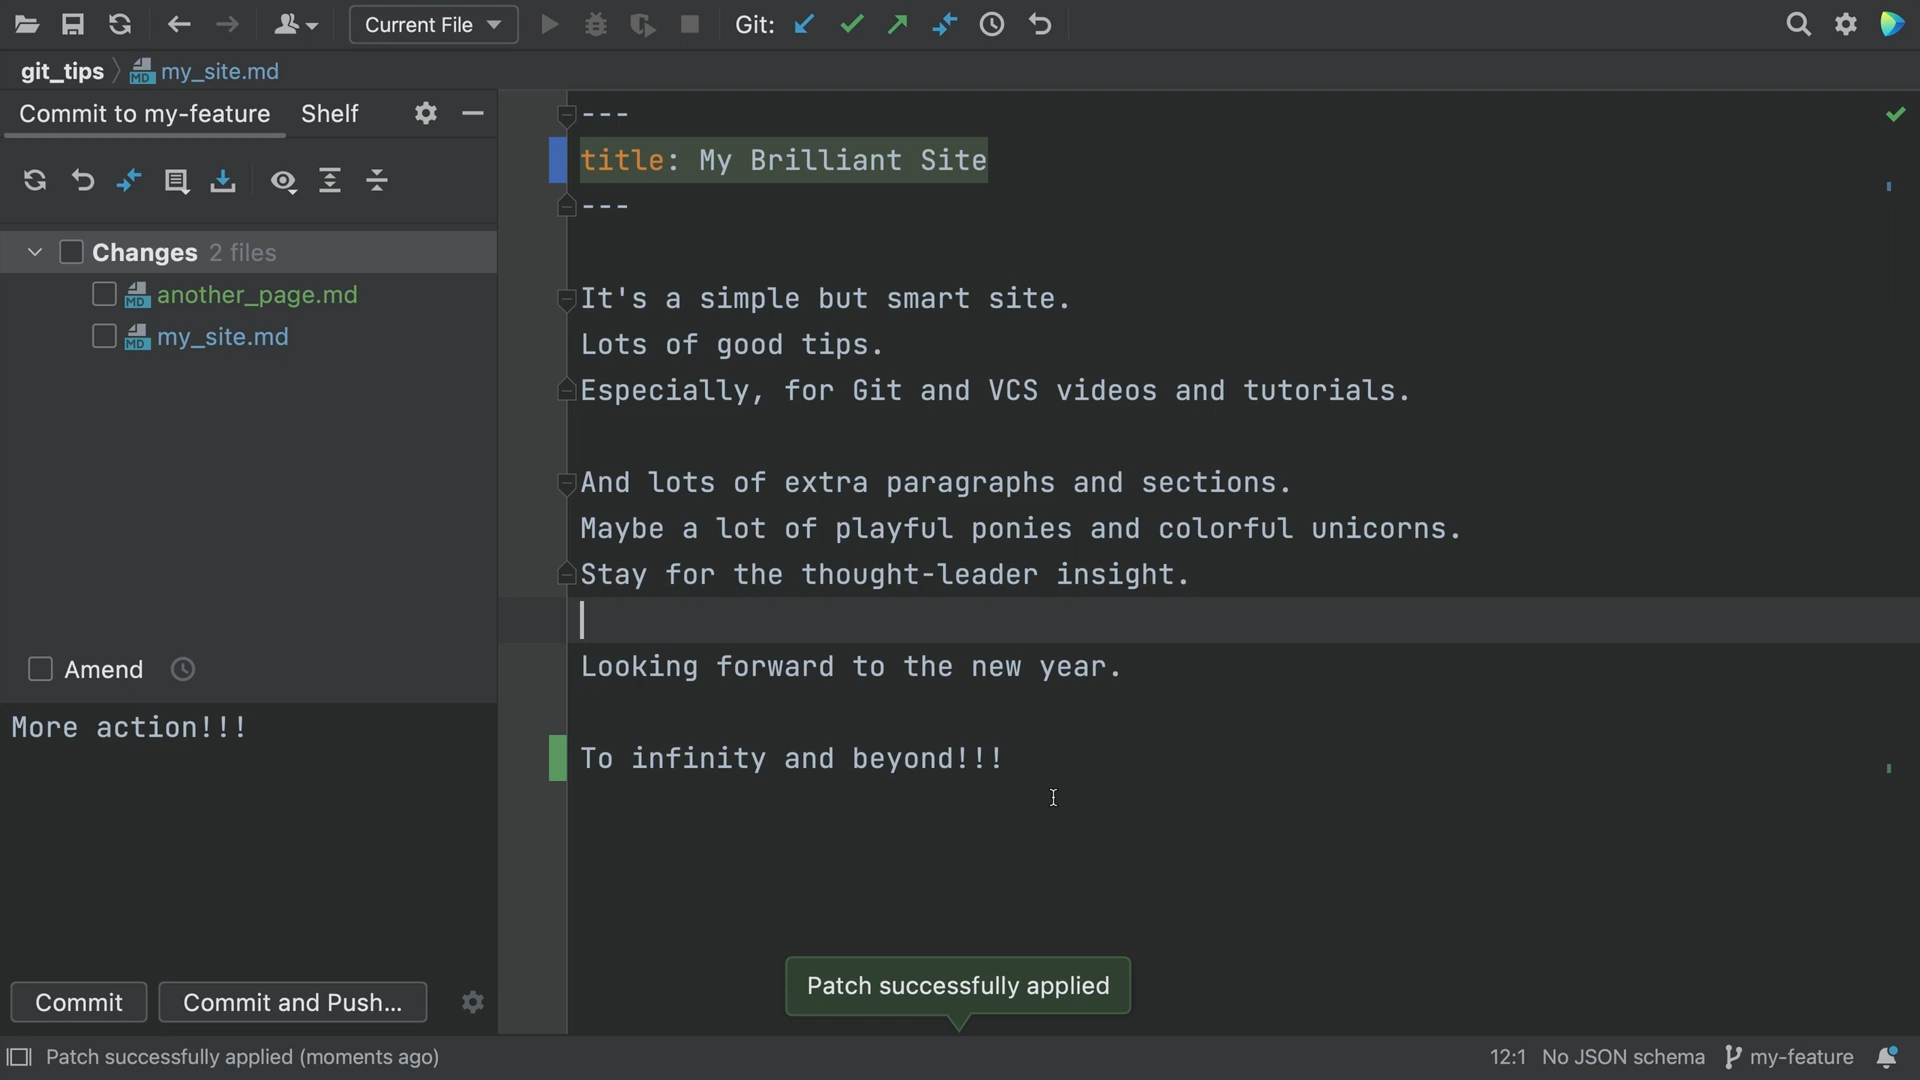 Current File
Git:
git_tips
my_site.md
Commit to my-feature
Shelf
Changes 2 files
MD another_page.md
MD my_site.md
Amend
More action!!!
Commit
Commit and Push...
---
title: My Brilliant Site
---
It's a simple but smart site.
Lots of good tips.
Especially, for Git and VCS videos and tutorials.
And lots of extra paragraphs and sections.
Maybe a lot of playful ponies and colorful unicorns.
Stay for the thought-leader insight.
Looking forward to the new year.
To infinity and beyond!!!
Patch successfully applied
Patch successfully applied (moments ago)
12:1
No JSON schema
my-feature